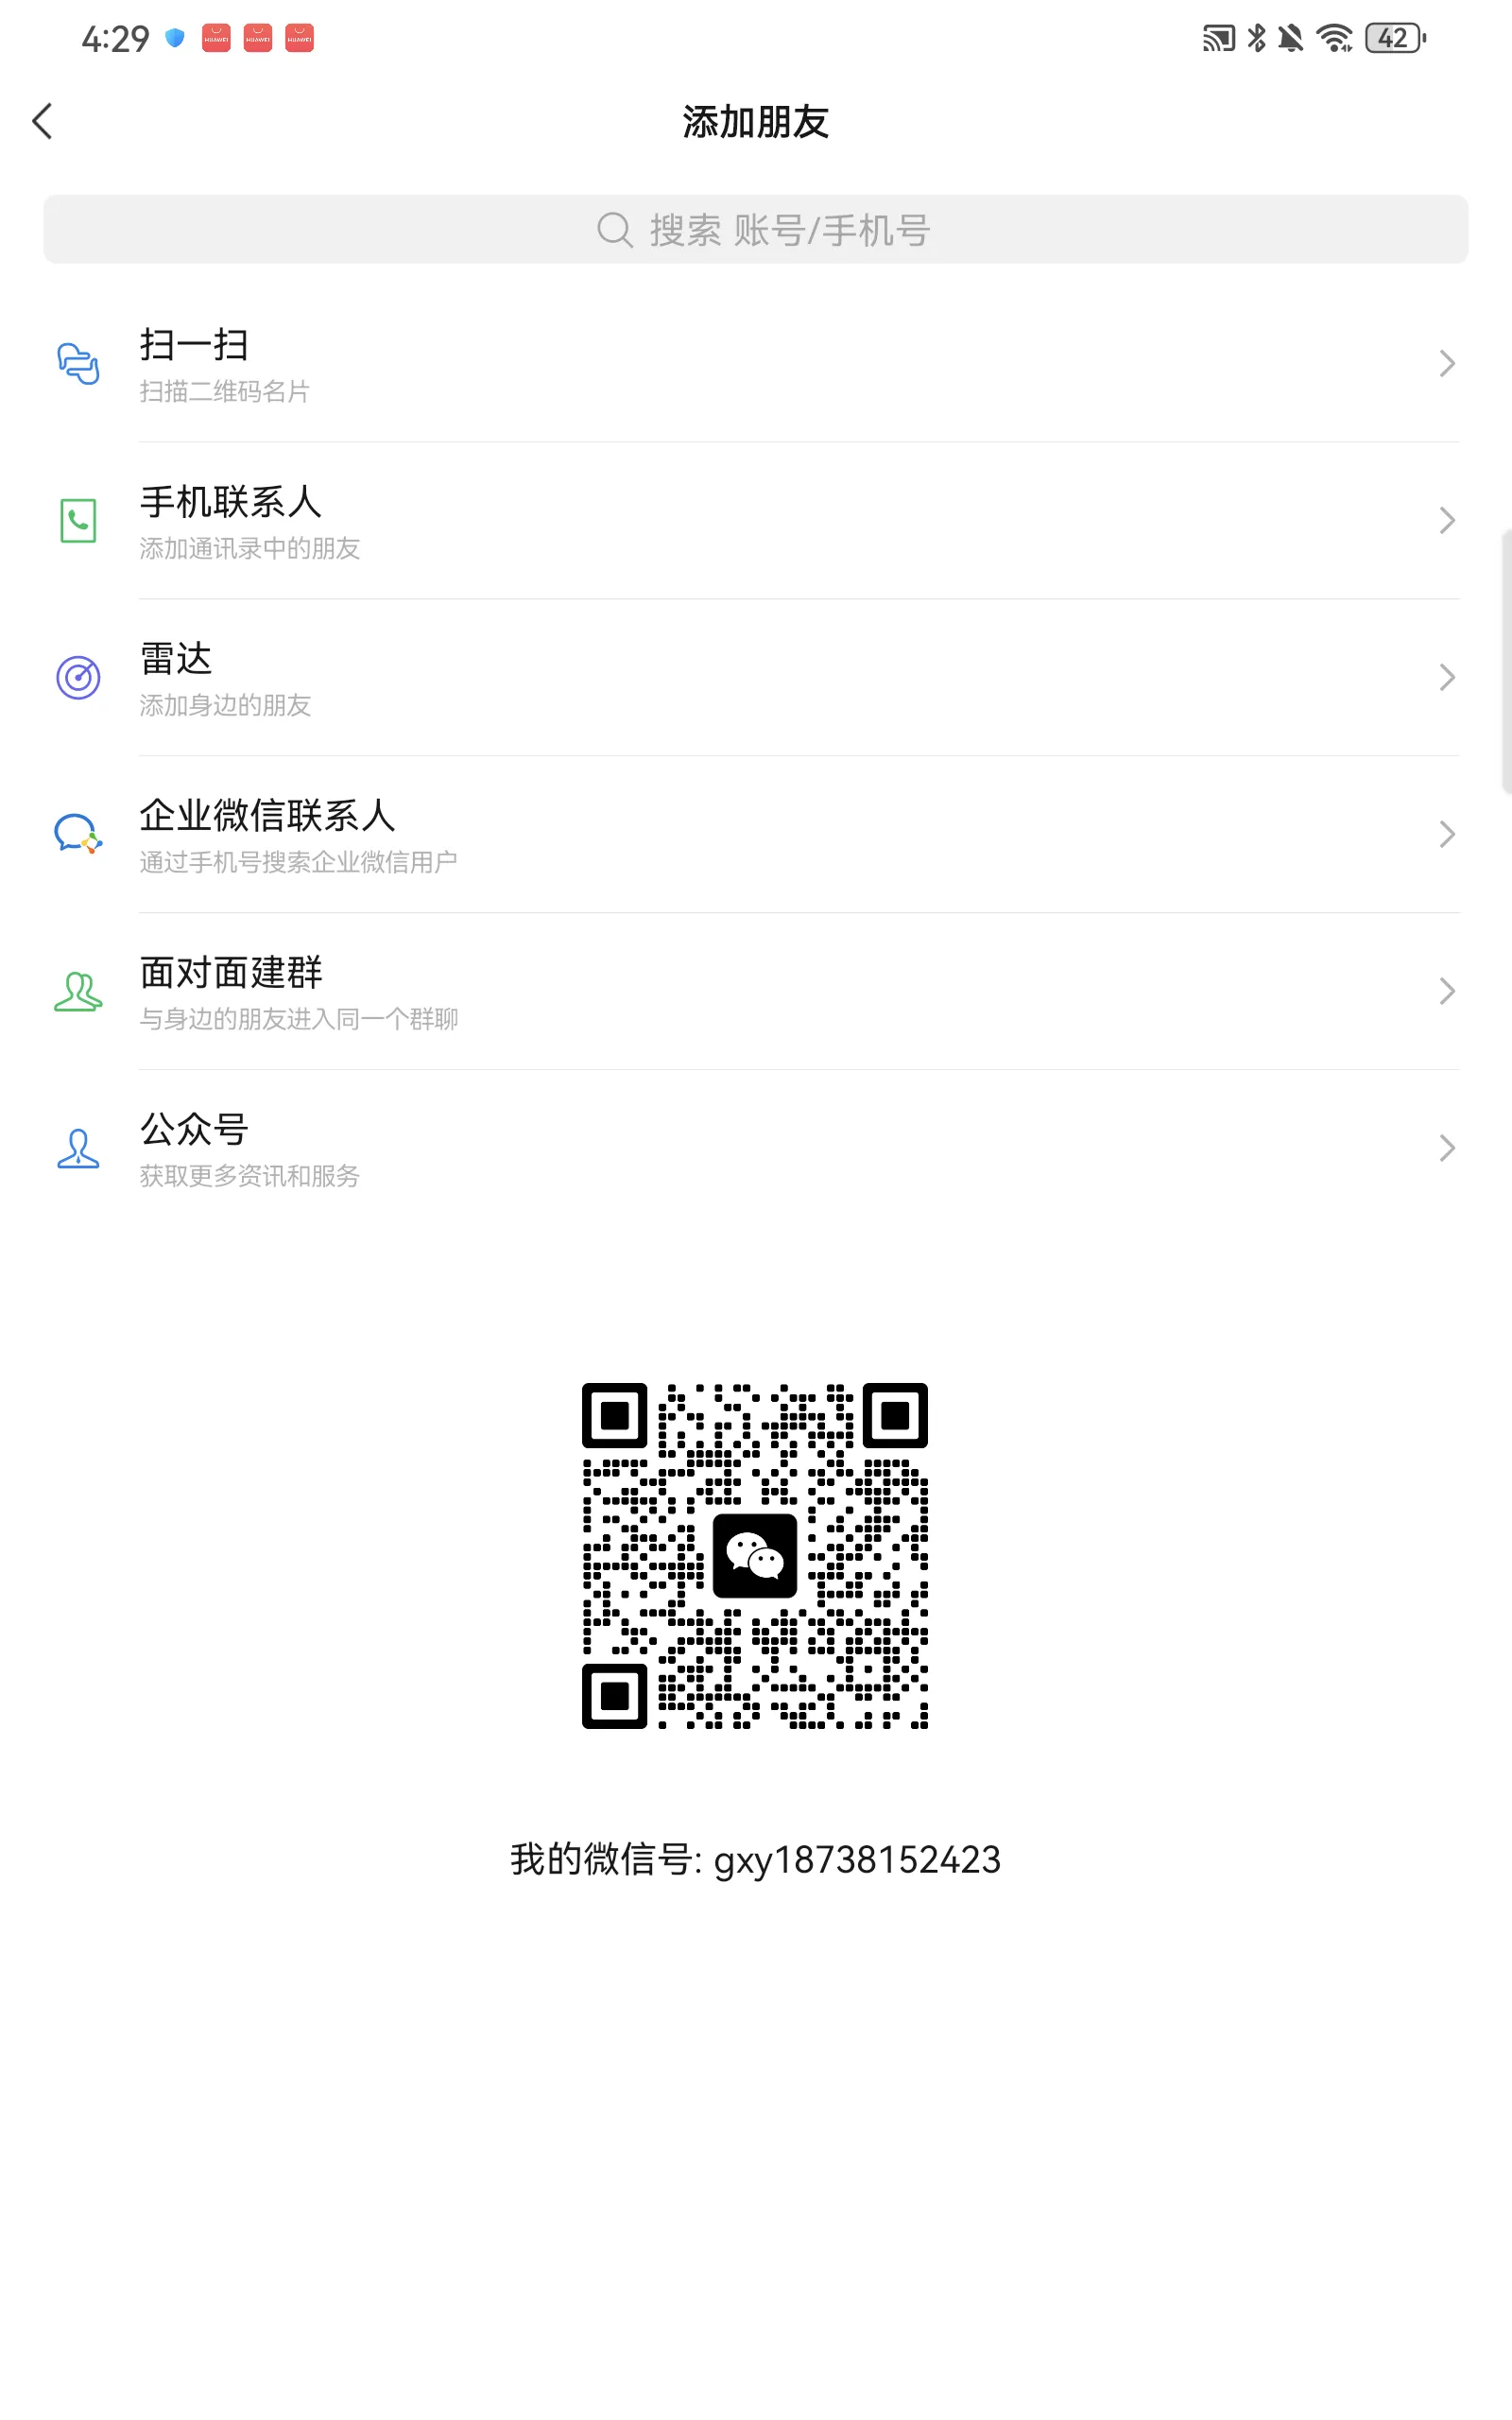 4:29
HUAWEI HUAWEI HUAWEI
42
添加朋友
搜索 账号/手机号
扫一扫
扫描二维码名片
手机联系人
添加通讯录中的朋友
雷达
添加身边的朋友
企业微信联系人
通过手机号搜索企业微信用户
面对面建群
与身边的朋友进入同一个群聊
公众号
获取更多资讯和服务
我的微信号: gxy18738152423